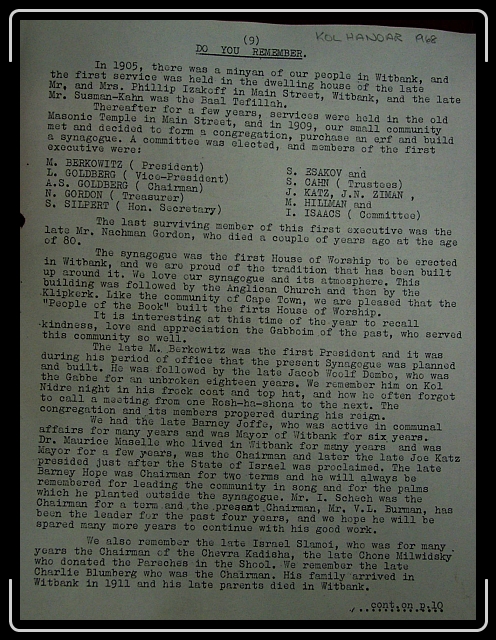 (9)
KOL HANOAR 1968
DO YOU REMEMBER.
In 1905, there was a minyan of our people in Witbank, and
the first service was held in the dwelling house of the late
Mr. and Mrs. Phillip Izakoff in Main Street, Witbank, and the late
Mr. Susman-Kahn was the Baal Tefillah.
Thereafter for a few years, services were held in the old
Masonic Temple in Main Street, and in 1909, our small community
met and decided to form a congregation, purchase an erf and build
a synagogue. A committee was elected, and members of the first
executive were:
M. BERKOWITZ ( President)
L. GOLDBERG ( Vice-President)
A.S. GOLDBERG ( Chairman)
N. GORDON ( Treasurer)
S. SILPERT ( Hon. Secretary)
S. ESAKOV and
S. CAHN ( Trustees)
J. KATZ, J.N. ZIMAN ,
M. HILLMAN and
I. ISAACS ( Committee)
The last surviving member of this first executive was the
late Mr. Nachman Gordon, who died a couple of years ago at the age
of 80.
The synagogue was the first House of Worship to be erected
in Witbank, and we are proud of the tradition that has been built
up around it. We love our synagogue and its atmosphere. This
building was followed by the Anglican Church and then by the
Klipkerk. Like the community of Cape Town, we are pleased that the
"People of the Book" built the firts House of Worship.
It is interesting at this time of the year to recall
kindness, love and appreciation the Gabboim of the past, who served
this community so well.
The late M. Berkowitz was the first President and it was
during his period of office that the present Synagogue was planned
and built. He was followed by the late Jacob Woolf Dembo, who was
the Gabbe for an unbroken eighteen years. We remember him on Kol
Nidre night in his frock coat and top hat, and how he often forgot
to call a meeting from one Rosh-ha-shona to the next. The
congregation and its members propered during his reign.
We had the late Barney Joffe, who was active in communal
affairs for many years and was Mayor of Witbank for six years.
Dr. Maurice Maselle who lived in Witbank for many years and was
Mayor for a few years, was the Chairman and later the late Joe Katz
presided just after the State of Israel was proclaimed. The late
Barney Hope was Chairman for two terms and he will always be
remembered for leading the community in song and for the palms
which he planted outside the synagogue. Mr. I. Schech was the
Chairman for a term and the present Chairman, Mr. V.L. Burman, has
been the leader for the past four years, and we hope he will be
spared many more years to continue with his good work.
We also remember the late Israel Slamoi, who was for many
years the Chairman of the Chevra Kadisha, the late Chone Milwidsky
who donated the Paroches in the Shool. We remember the late
Charlie Blumberg who was the Chairman. His family arrived in
Witbank in 1911 and his late parents died in Witbank.
cont.on p.10